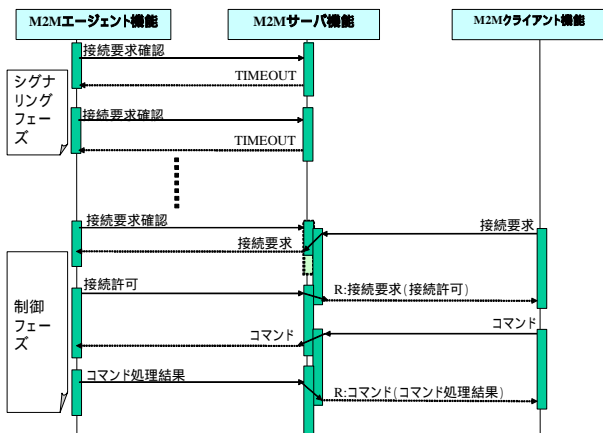 M2Mエージェント機能
M2Mサーバ機能
M2Mクライアント機能
接続要求確認
TIMEOUT
シグナ
リング
フェー
ズ
接続要求確認
TIMEOUT
接続要求確認
接続要求
接続要求
制御
フェー
ズ
接続許可
R:接続要求(接続許可)
コマンド
コマンド
コマンド処理結果
R:コマンド(コマンド処理結果)